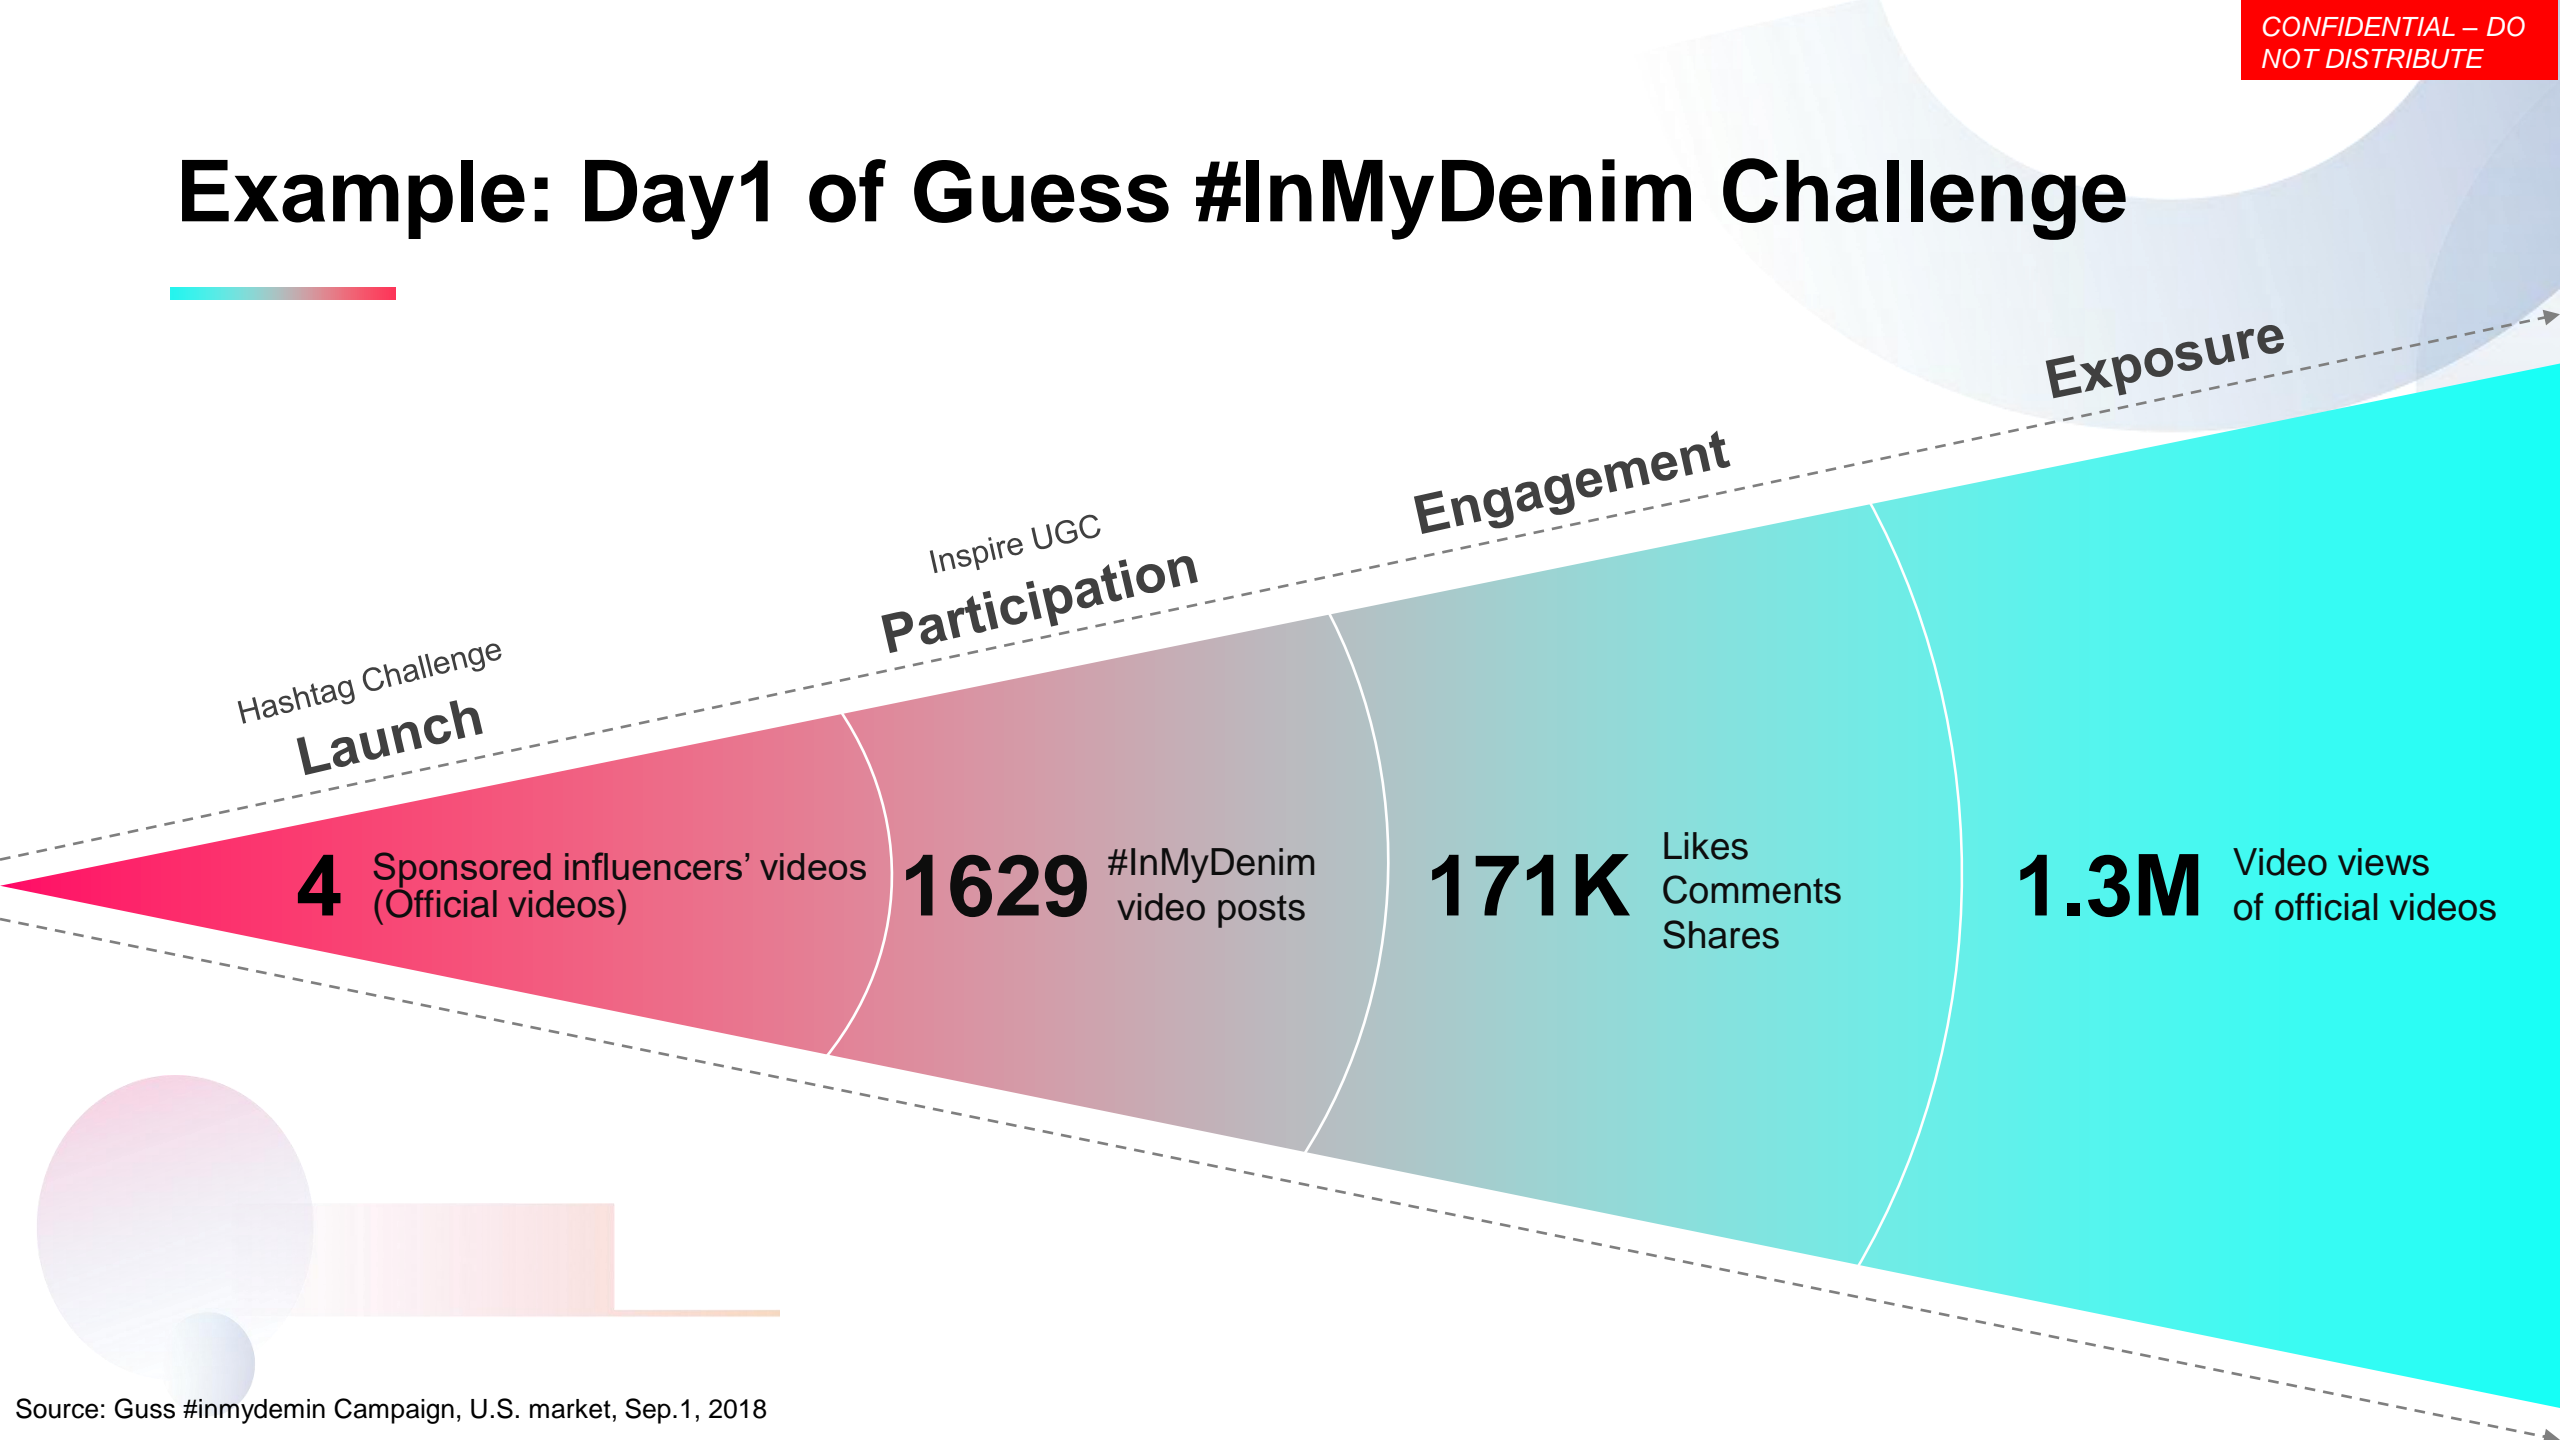 CONFIDENTIAL – DO
NOT DISTRIBUTE
Example: Day1 of Guess #InMyDenim Challenge
Hashtag Challenge
Launch
Inspire UGC
Participation
Engagement
Exposure
4
Sponsored influencers’ videos
(Official videos)
1629
#InMyDenim
video posts
171K
Likes
Comments
Shares
1.3M
Video views
of official videos
Source: Guss #inmydemin Campaign, U.S. market, Sep.1, 2018